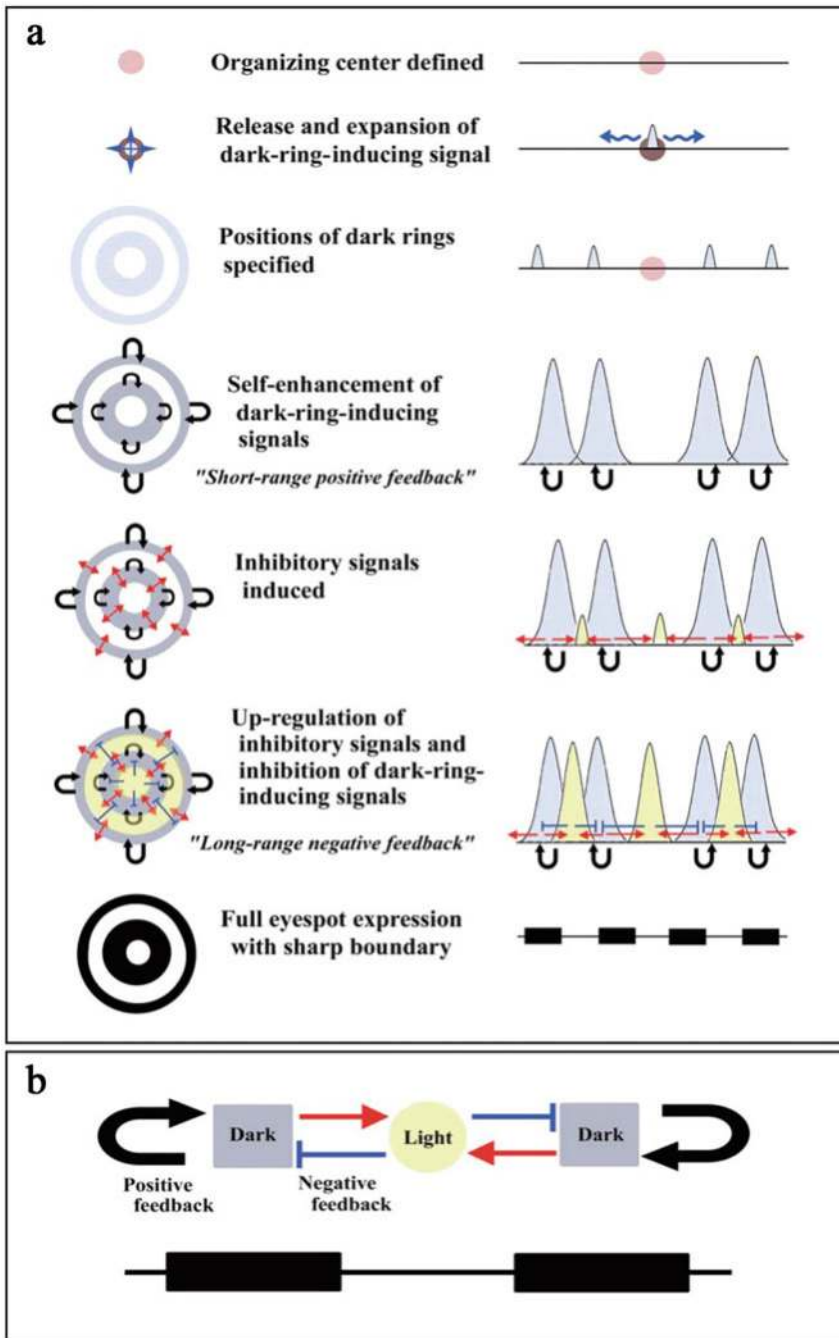 a
Organizing center defined
Release and expansion of
dark-ring-inducing signal
Positions of dark rings
specified
Self-enhancement of
dark-ring-inducing
signals
"Short-range positive feedback"
Inhibitory signals
induced
Up-regulation of
inhibitory signals and
inhibition of dark-ring-
inducing signals
"Long-range negative feedback"
Full eyespot expression
with sharp boundary
b
Dark
Light
Dark
Positive
feedback
Negative
feedback